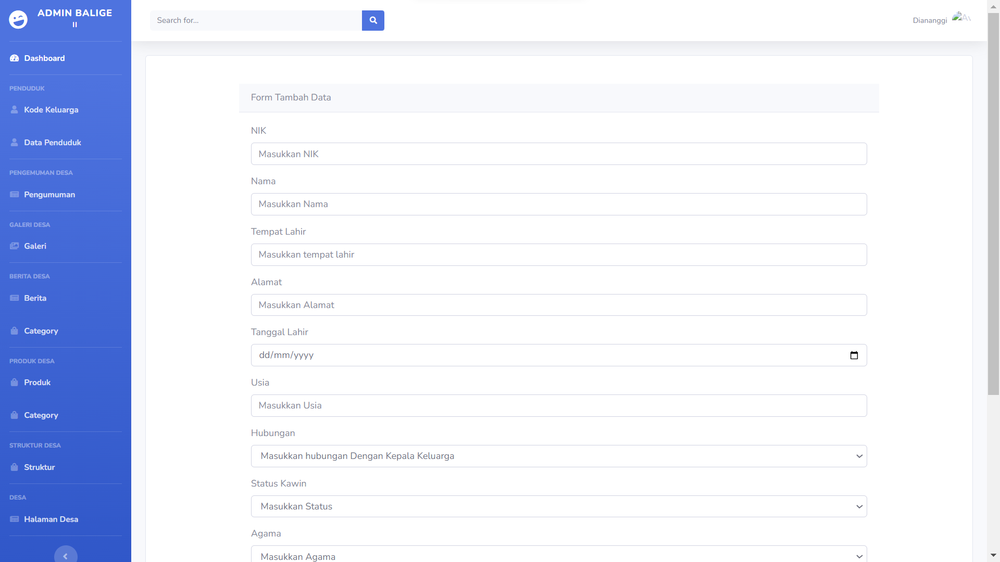 ADMIN BALIGE
II
Dashboard
PENDUDUK
Kode Keluarga
Data Penduduk
PENGEMUMAN DESA
Pengumuman
GALERI DESA
Galeri
BERITA DESA
Berita
Category
PRODUK DESA
Produk
Category
STRUKTUR DESA
Struktur
DESA
Halaman Desa
Search for...
Diananggi
Form Tambah Data
NIK
Masukkan NIK
Nama
Masukkan Nama
Tempat Lahir
Masukkan tempat lahir
Alamat
Masukkan Alamat
Tanggal Lahir
dd/mm/yyyy
Usia
Masukkan Usia
Hubungan
Masukkan hubungan Dengan Kepala Keluarga
Status Kawin
Masukkan Status
Agama
Masukkan Agama